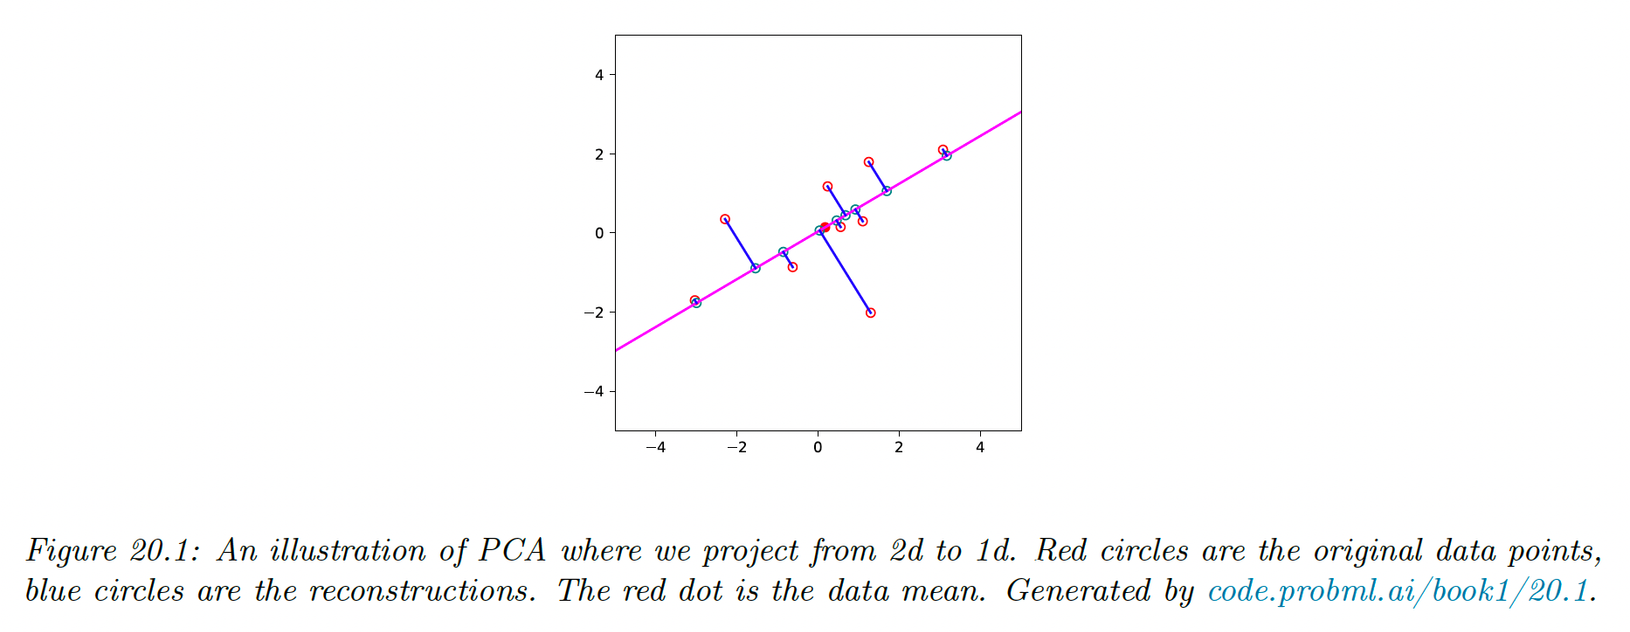 4
2
0
−2
−4
−4 −2 0 2 4
Figure 20.1: An illustration of PCA where we project from 2d to 1d. Red circles are the original data points,
blue circles are the reconstructions. The red dot is the data mean. Generated by code.probml.ai/book1/20.1.